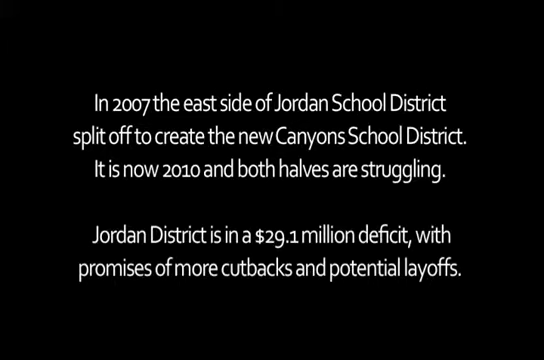 In 2007 the east side of Jordan School District
split off to create the new Canyons School District.
It is now 2010 and both halves are struggling.
Jordan District is in a $29.1 million deficit, with
promises of more cutbacks and potential layoffs.